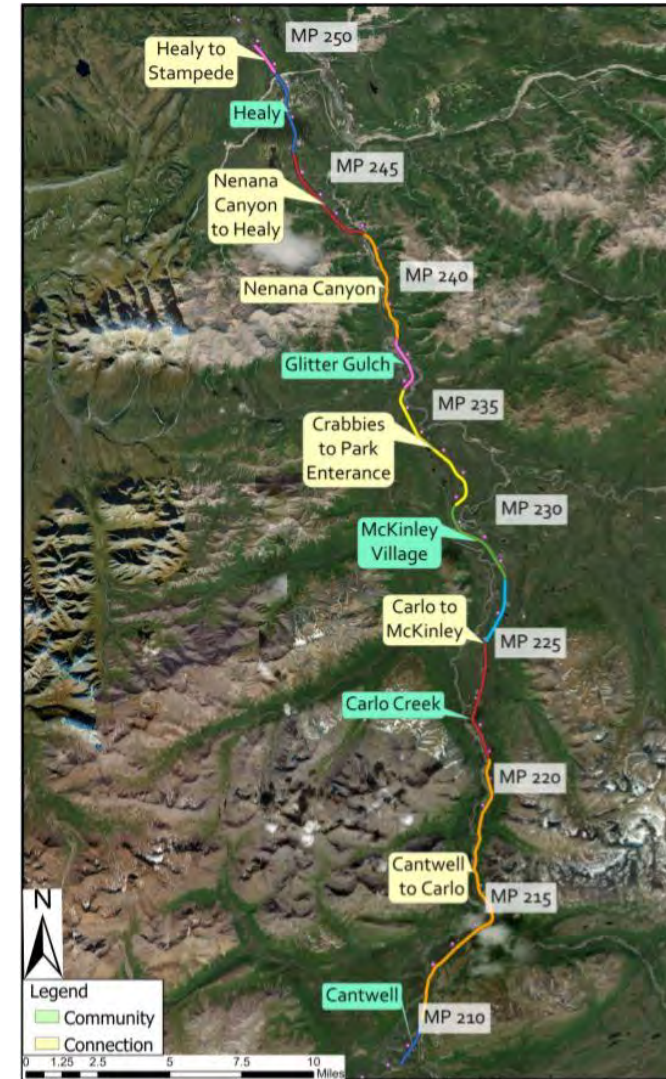 MP 250
Healy to
Stampede
Healy
MP 245
Nenana
Canyon
to Healy
MP 240
Nenana Canyon
Glitter Gulch
MP 235
Crabbies
to Park
Enterance
MP 230
McKinley
Village
Carlo to
McKinley
MP 225
Carlo Creek
MP 220
Cantwell
to Carlo
MP 215
N
Legend
Community
Connection
Cantwell
MP 210
0 1.25 2.5 5 7.5 10
Miles